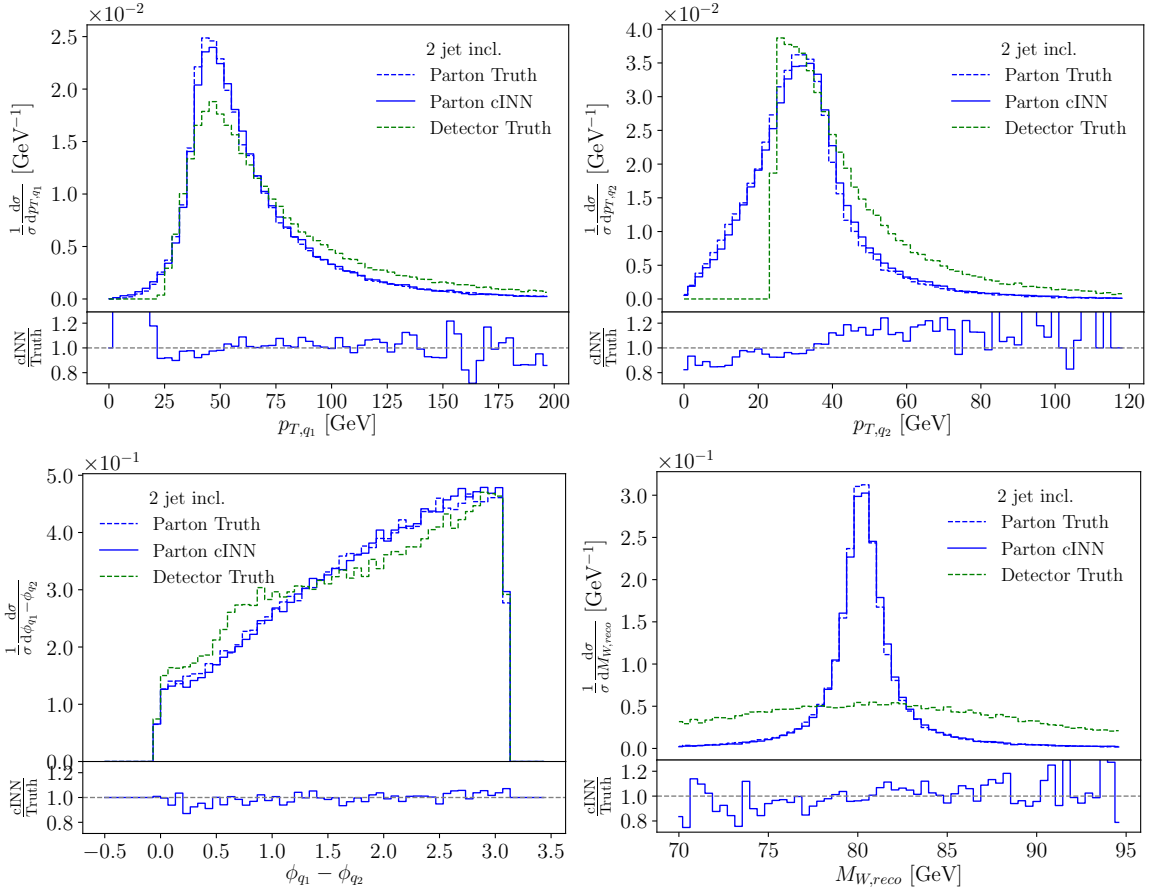 ×10⁻²
2.5
2.0
1.5
1.0
0.5
0.0
1/σ dσ/dp_{T,q₁} [GeV⁻¹]
2 jet incl.
Parton Truth
Parton cINN
Detector Truth
1.2
1.0
0.8
cINN/Truth
0 25 50 75 100 125 150 175 200
p_{T,q₁} [GeV]
×10⁻²
4.0
3.0
2.0
1.0
0.0
1/σ dσ/dp_{T,q₂} [GeV⁻¹]
2 jet incl.
Parton Truth
Parton cINN
Detector Truth
1.2
1.0
0.8
cINN/Truth
0 20 40 60 80 100 120
p_{T,q₂} [GeV]
×10⁻¹
5.0
4.0
3.0
2.0
1.0
0.0
1/σ dσ/dϕ_{q₁}−ϕ_{q₂}
2 jet incl.
Parton Truth
Parton cINN
Detector Truth
1.2
1.0
0.8
cINN/Truth
−0.5 0.0 0.5 1.0 1.5 2.0 2.5 3.0 3.5
ϕ_{q₁} − ϕ_{q₂}
×10⁻¹
3.0
2.5
2.0
1.5
1.0
0.5
0.0
1/σ dσ/dM_{W,reco} [GeV⁻¹]
2 jet incl.
Parton Truth
Parton cINN
Detector Truth
1.2
1.0
0.8
cINN/Truth
70 75 80 85 90 95
M_{W,reco} [GeV]